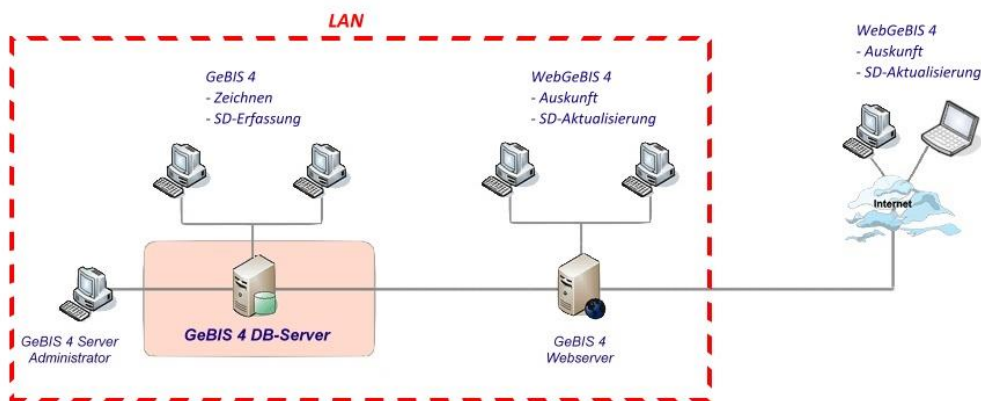 LAN
GeBIS 4
- Zeichnen
- SD-Erfassung
WebGeBIS 4
- Auskunft
- SD-Aktualisierung
WebGeBIS 4
- Auskunft
- SD-Aktualisierung
Internet
GeBIS 4 Server
Administrator
GeBIS 4 DB-Server
GeBIS 4
Webserver